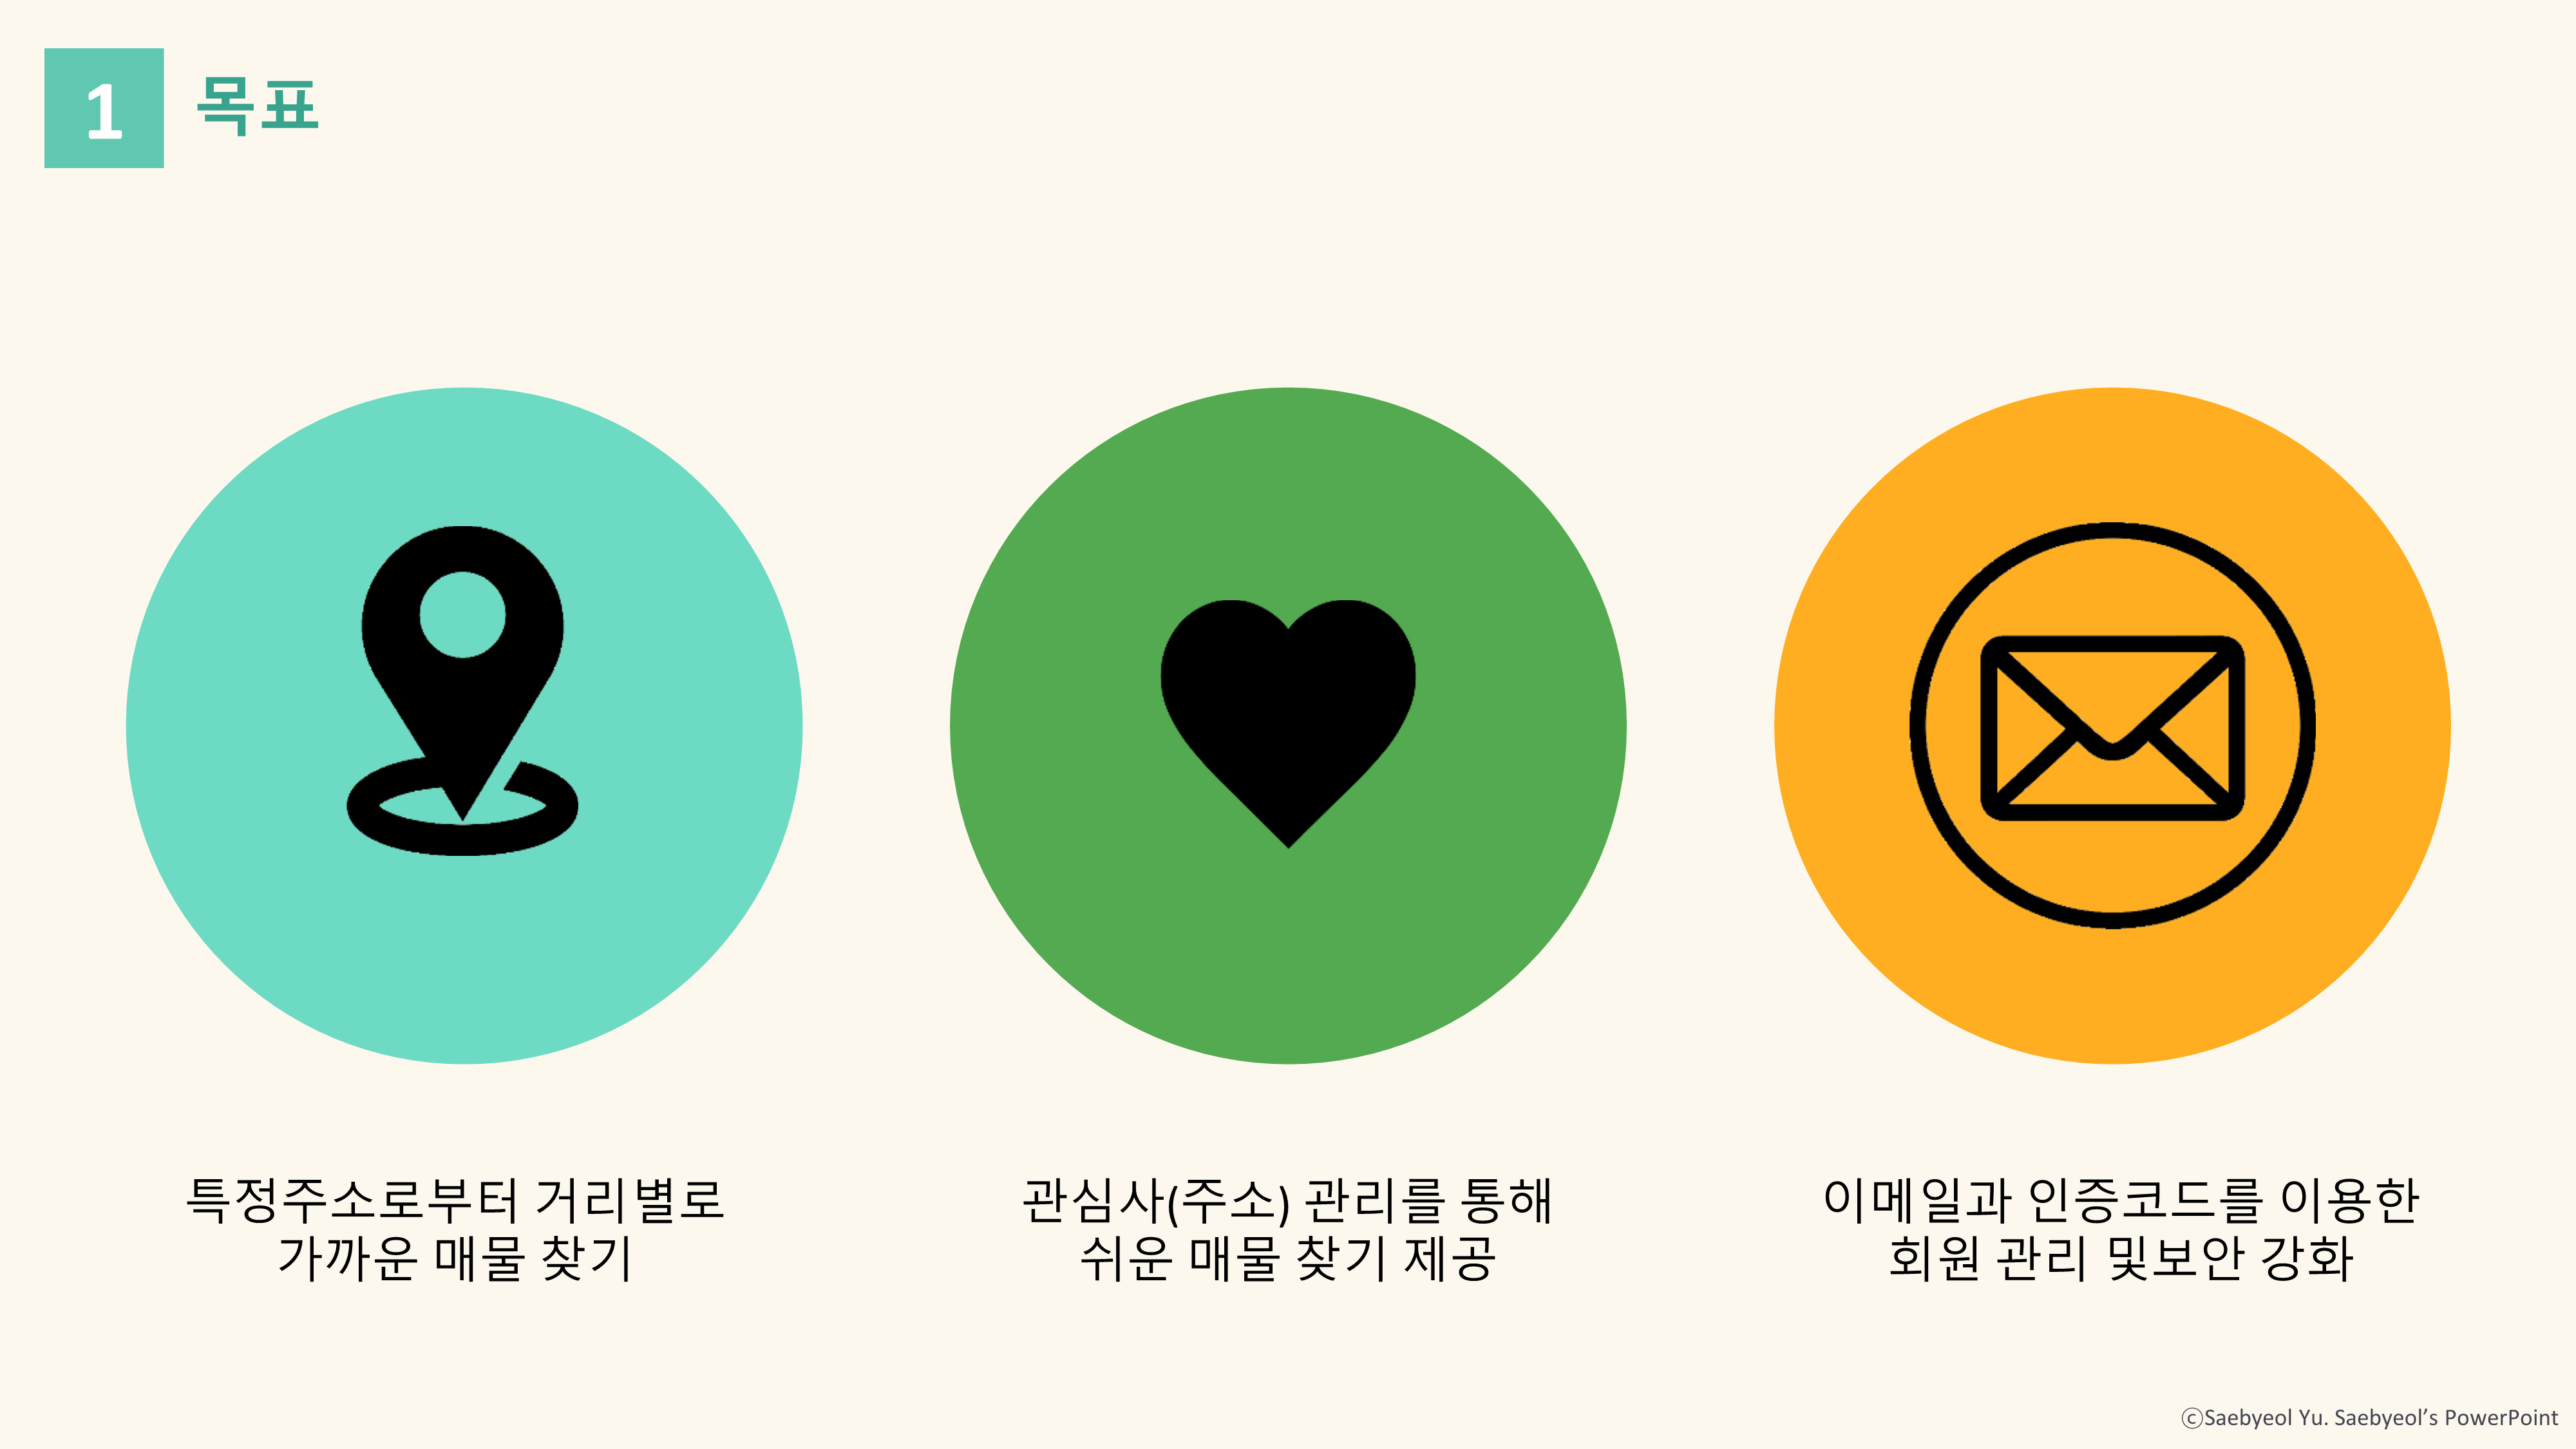 1
목표
특정주소로부터 거리별로
가까운 매물 찾기
관심사(주소) 관리를 통해
쉬운 매물 찾기 제공
이메일과 인증코드를 이용한
회원 관리 및보안 강화
ⓒSaebyeol Yu. Saebyeol’s PowerPoint